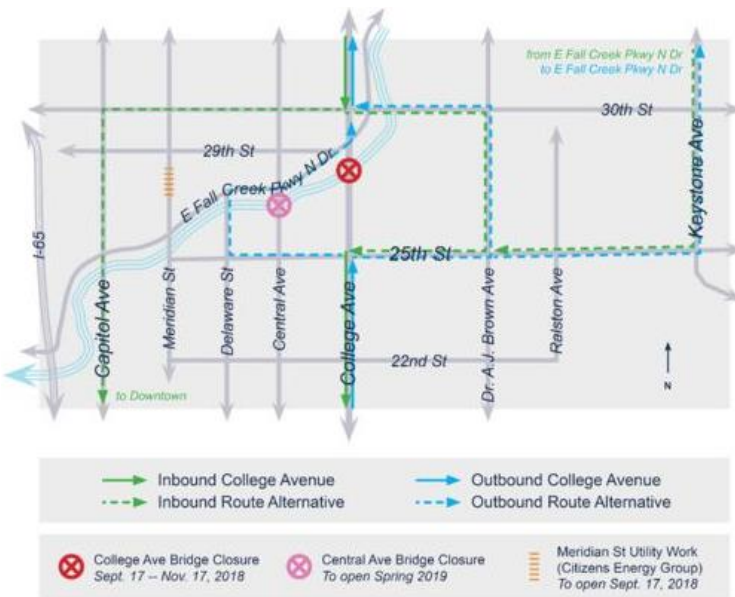 from E Fall Creek Pkwy N Dr
to E Fall Creek Pkwy N Dr
30th St
29th St
E Fall Creek Pkwy N Dr
Keystone Ave
I-65
25th St
Capitol Ave
Meridian St
Delaware St
Central Ave
College Ave
Dr. A.J. Brown Ave
Ralston Ave
22nd St
N
to Downtown
Inbound College Avenue
Outbound College Avenue
Inbound Route Alternative
Outbound Route Alternative
College Ave Bridge Closure
Sept. 17 -- Nov. 17, 2018
Central Ave Bridge Closure
To open Spring 2019
Meridian St Utility Work
(Citizens Energy Group)
To open Sept. 17, 2018